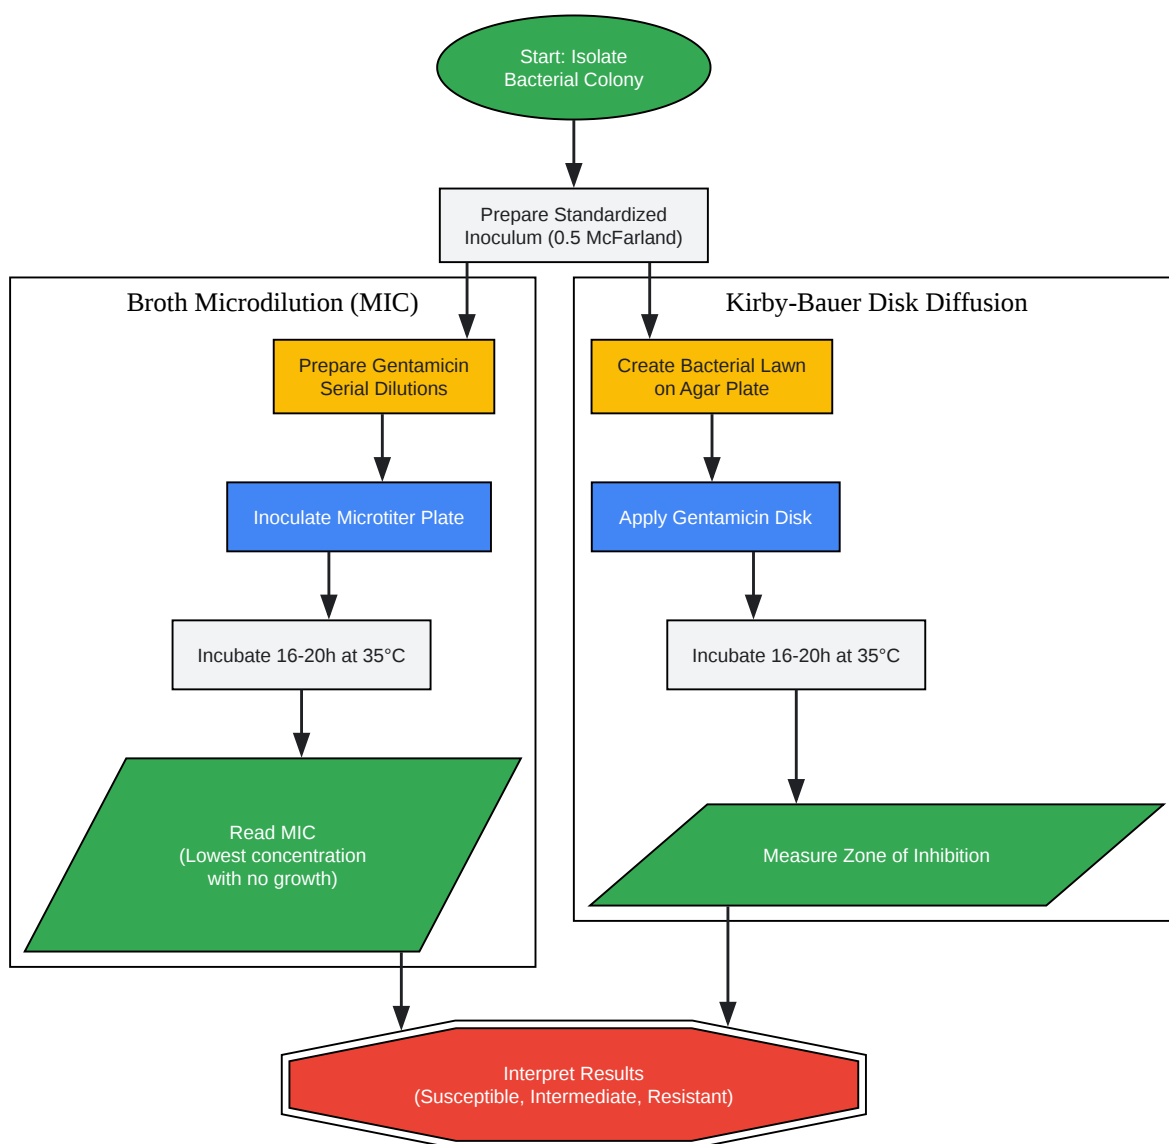 Start: Isolate
Bacterial Colony
Prepare Standardized
Inoculum (0.5 McFarland)
Broth Microdilution (MIC)
Prepare Gentamicin
Serial Dilutions
Inoculate Microtiter Plate
Incubate 16-20h at 35°C
Read MIC
(Lowest concentration
with no growth)
Kirby-Bauer Disk Diffusion
Create Bacterial Lawn
on Agar Plate
Apply Gentamicin Disk
Incubate 16-20h at 35°C
Measure Zone of Inhibition
Interpret Results
(Susceptible, Intermediate, Resistant)